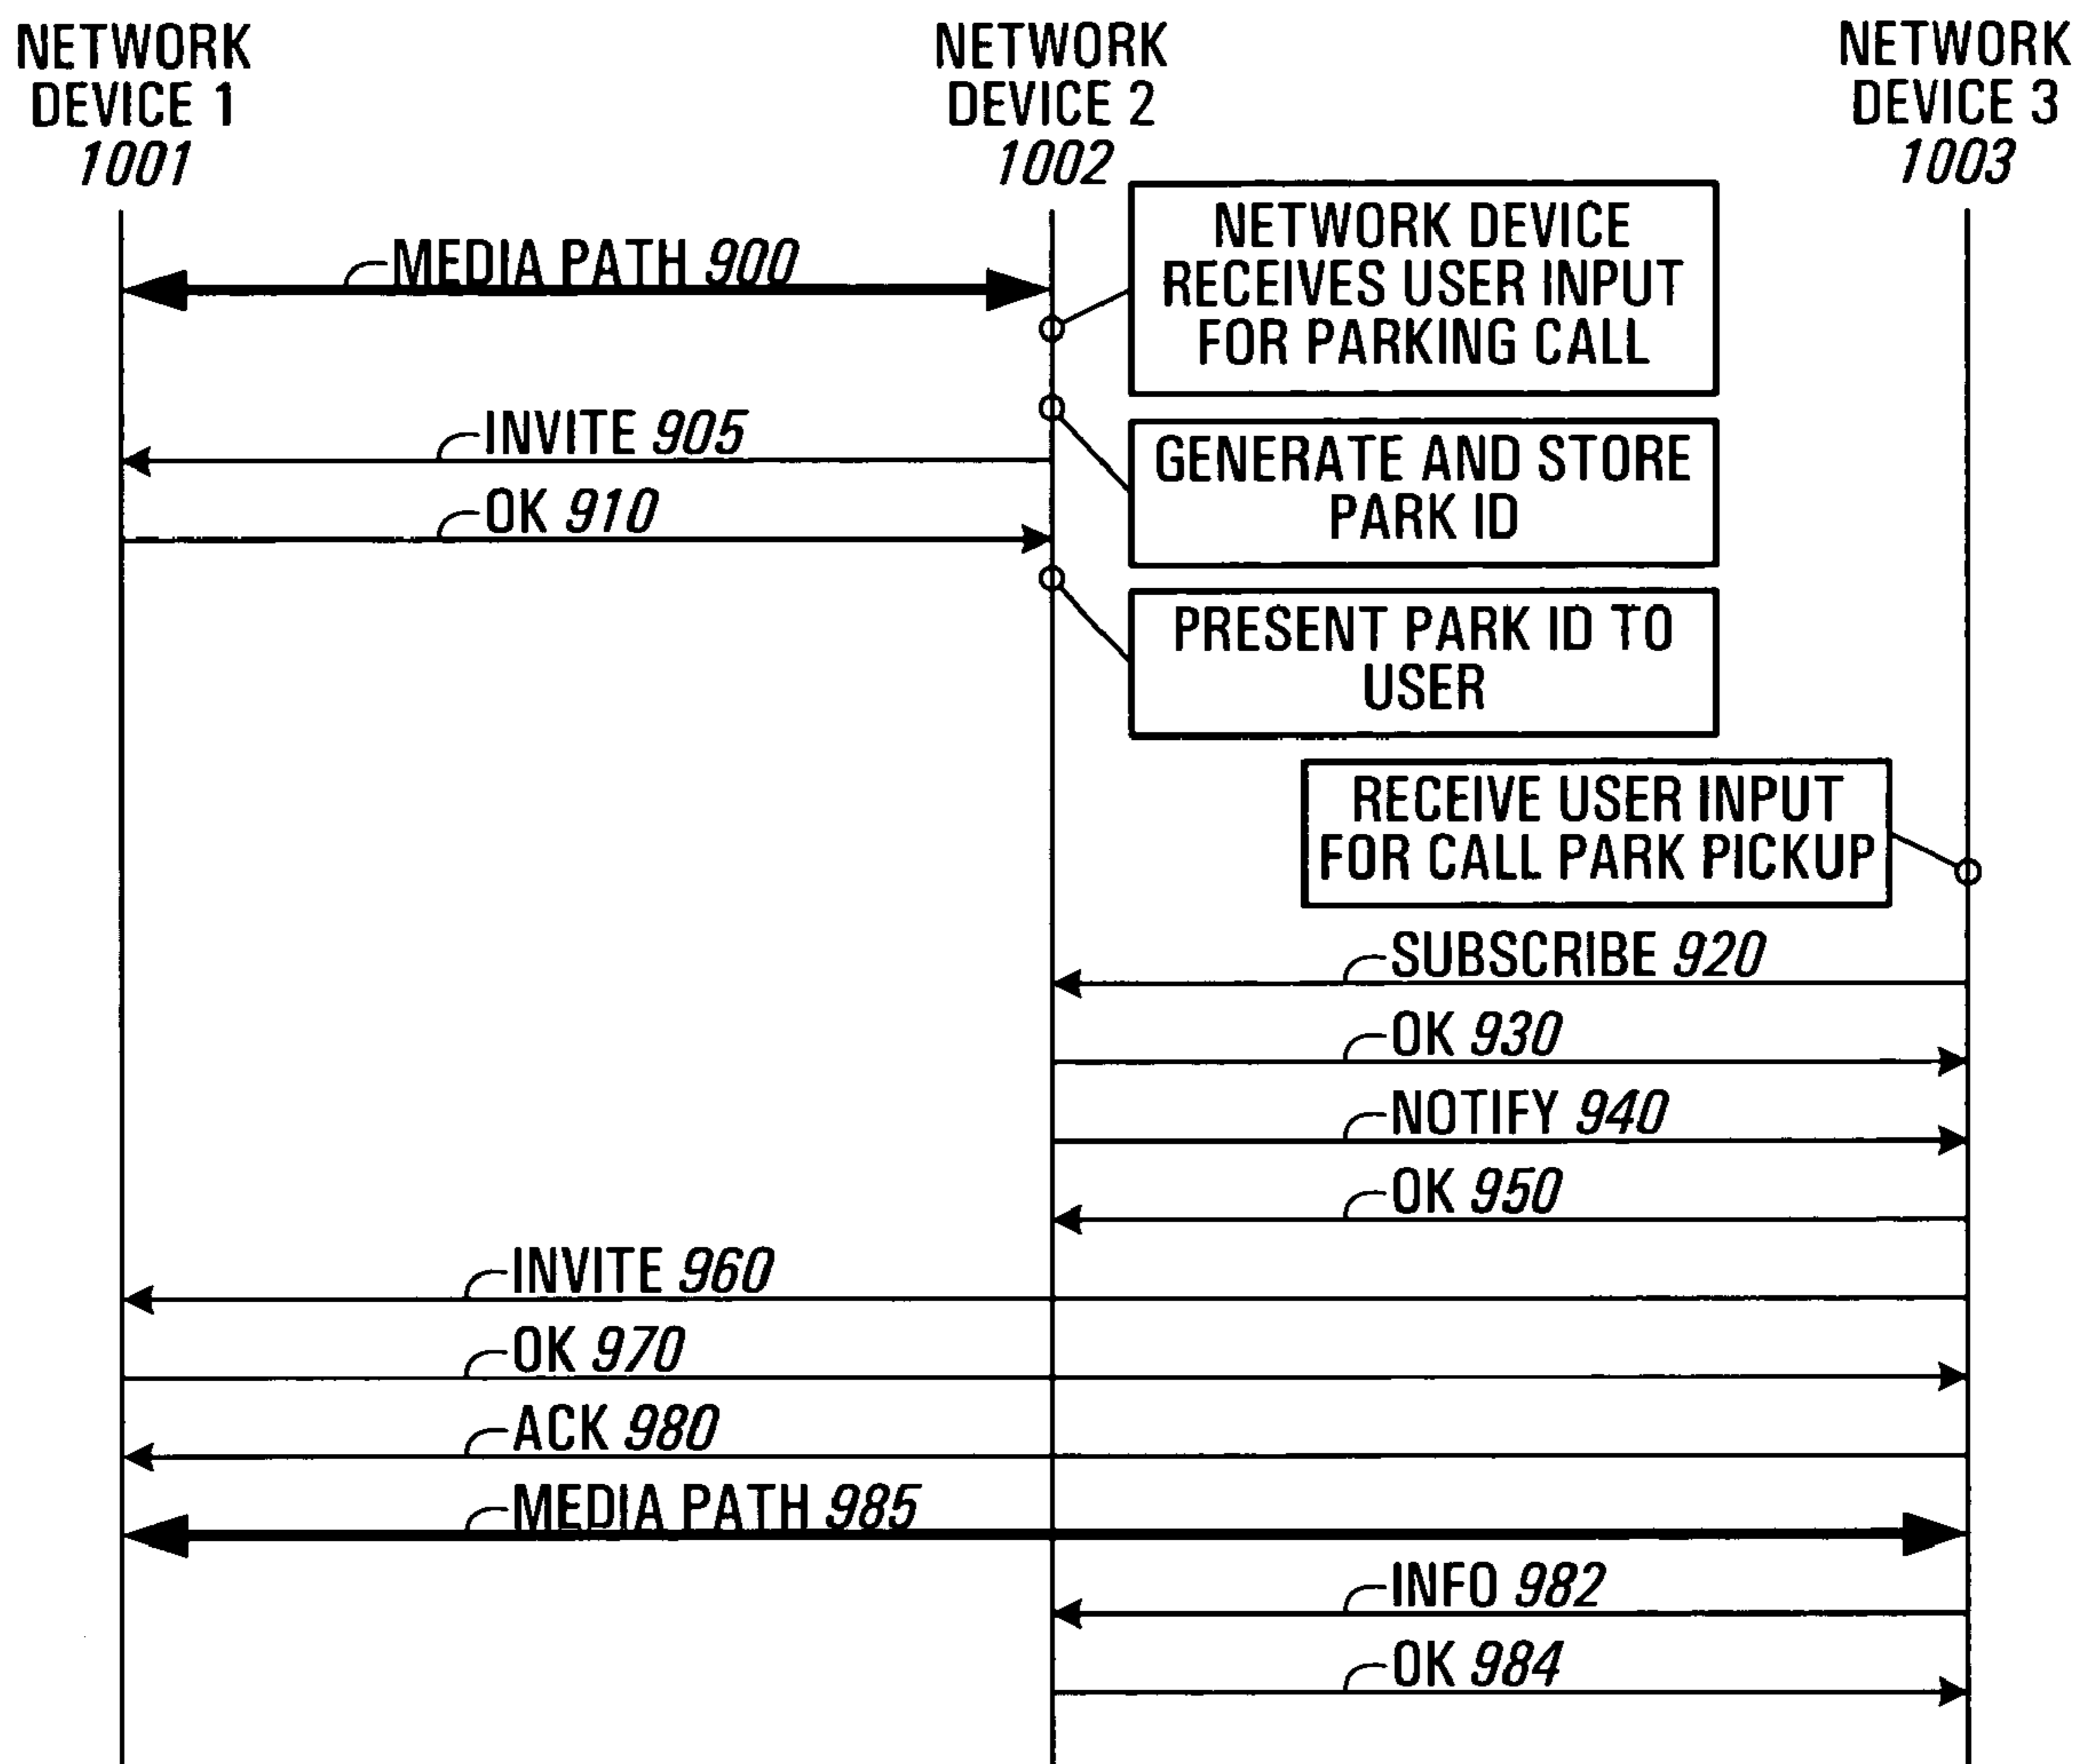 NETWORK
DEVICE 1
1001
NETWORK
DEVICE 2
1002
NETWORK
DEVICE 3
1003
MEDIA PATH 900
NETWORK DEVICE
RECEIVES USER INPUT
FOR PARKING CALL
INVITE 905
GENERATE AND STORE
PARK ID
OK 910
PRESENT PARK ID TO
USER
RECEIVE USER INPUT
FOR CALL PARK PICKUP
SUBSCRIBE 920
OK 930
NOTIFY 940
OK 950
INVITE 960
OK 970
ACK 980
MEDIA PATH 985
INFO 982
OK 984